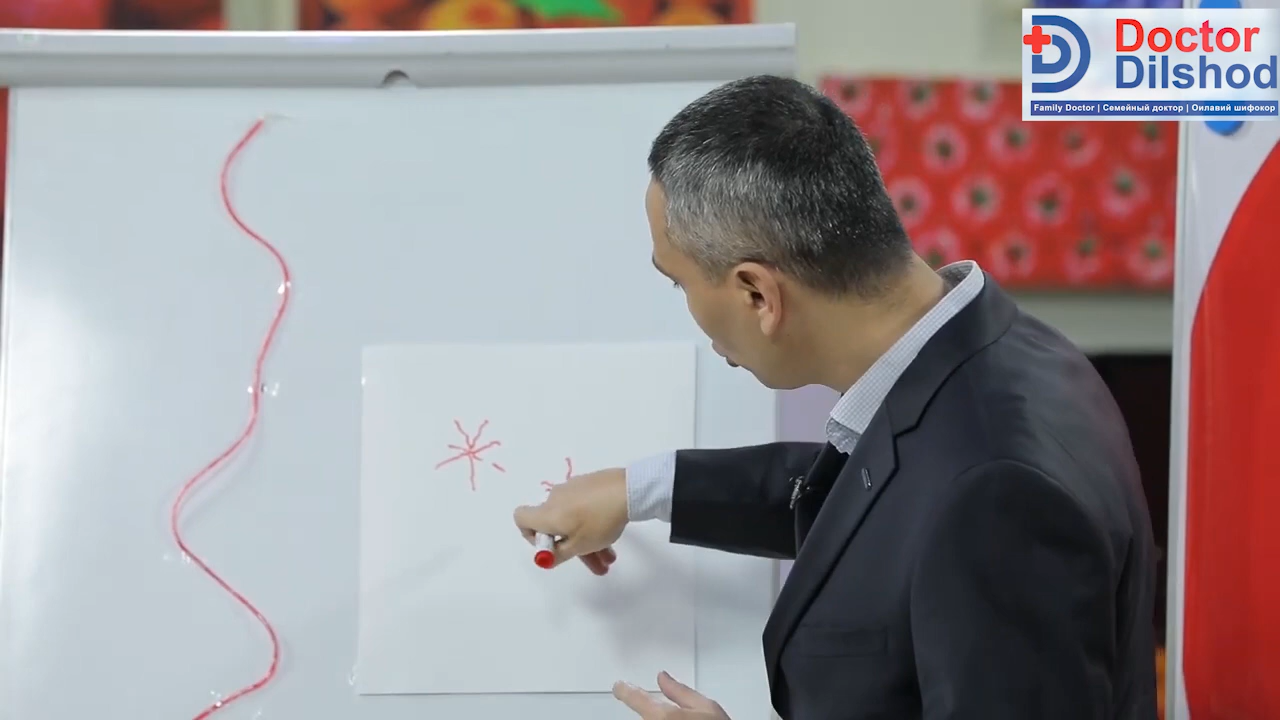 Doctor
Dilshod
Family Doctor | Семейный доктор | Оилавий шифокор